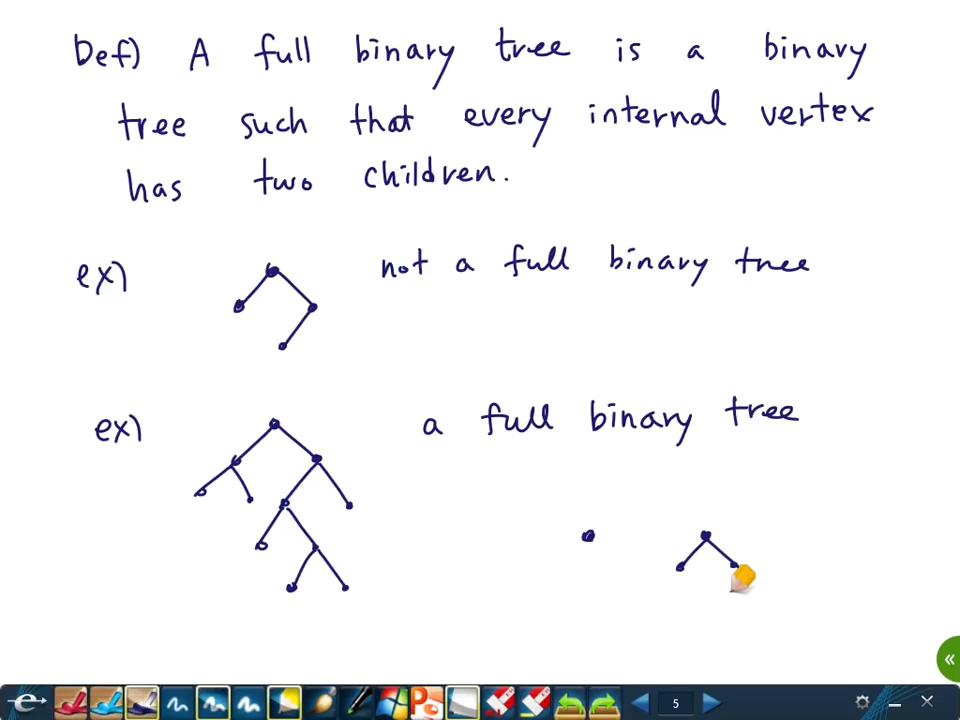 Def) A full binary tree is a binary
tree such that every internal vertex
has two children.
ex) not a full binary tree
ex) a full binary tree
5